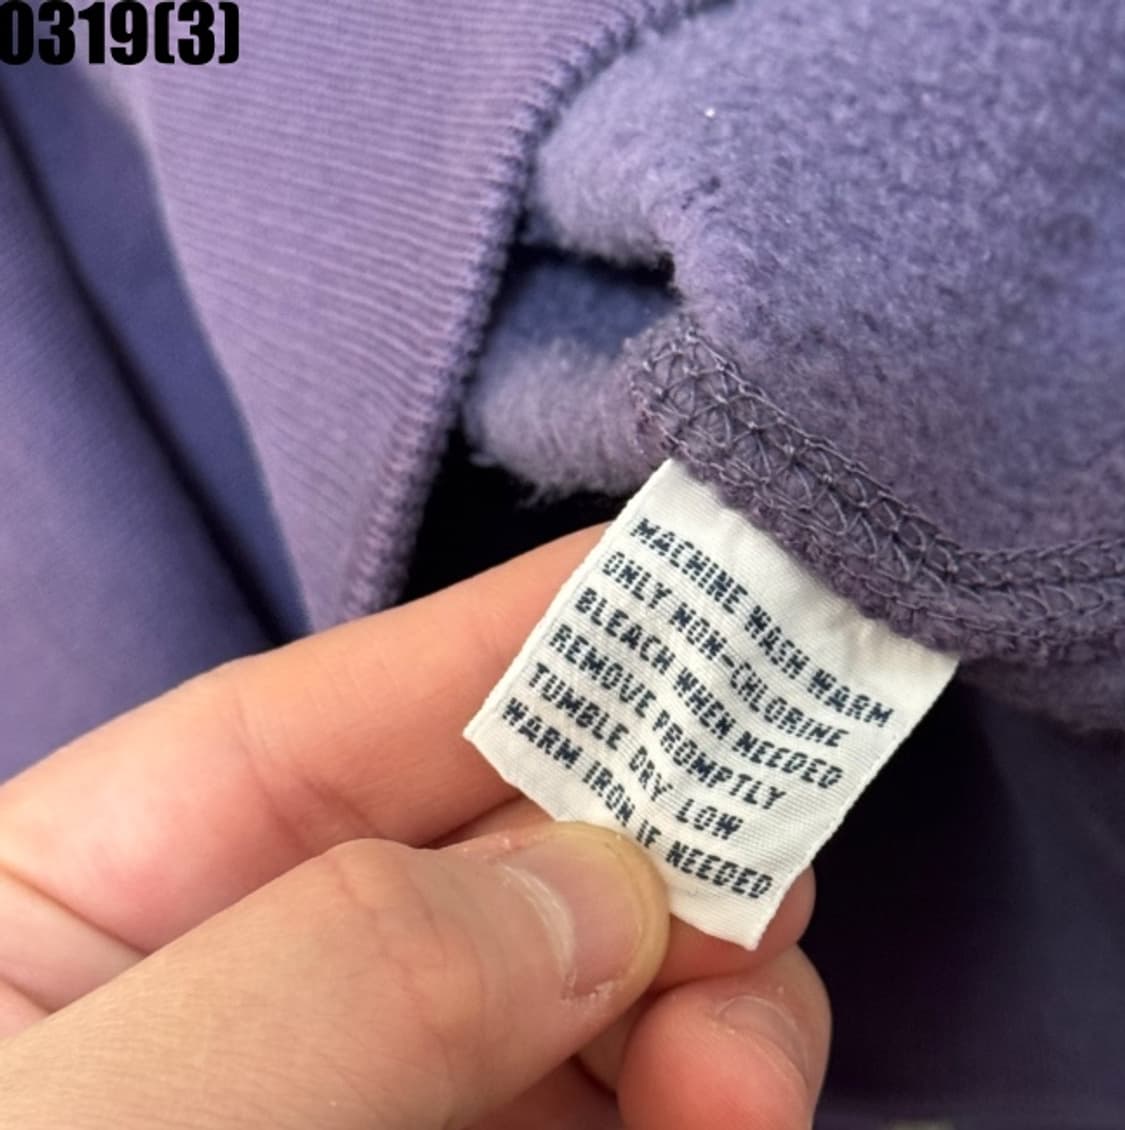 0319(3)
MACHINE WASH WARM
ONLY NON-CHLORINE
BLEACH WHEN NEEDED
REMOVE PROMPTLY
TUMBLE DRY LOW
WARM IRON IF NEEDED